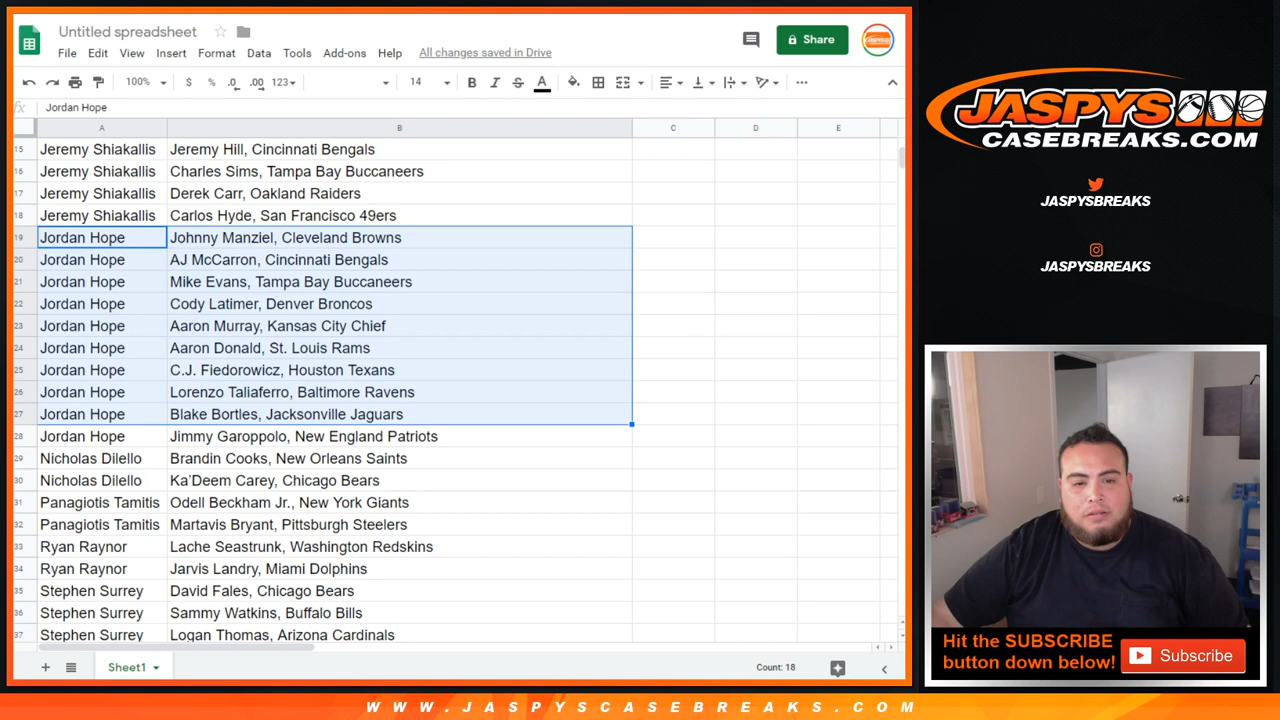 Untitled spreadsheet
File Edit View Insert Format Data Tools Add-ons Help All changes saved in Drive
Share
100% $ % .0 .00 123 14 B I S A
fx Jordan Hope
A B C D E
15 Jeremy Shiakallis Jeremy Hill, Cincinnati Bengals
16 Jeremy Shiakallis Charles Sims, Tampa Bay Buccaneers
17 Jeremy Shiakallis Derek Carr, Oakland Raiders
18 Jeremy Shiakallis Carlos Hyde, San Francisco 49ers
19 Jordan Hope Johnny Manziel, Cleveland Browns
20 Jordan Hope AJ McCarron, Cincinnati Bengals
21 Jordan Hope Mike Evans, Tampa Bay Buccaneers
22 Jordan Hope Cody Latimer, Denver Broncos
23 Jordan Hope Aaron Murray, Kansas City Chief
24 Jordan Hope Aaron Donald, St. Louis Rams
25 Jordan Hope C.J. Fiedorowicz, Houston Texans
26 Jordan Hope Lorenzo Taliaferro, Baltimore Ravens
27 Jordan Hope Blake Bortles, Jacksonville Jaguars
28 Jordan Hope Jimmy Garoppolo, New England Patriots
29 Nicholas Dilello Brandin Cooks, New Orleans Saints
30 Nicholas Dilello Ka'Deem Carey, Chicago Bears
31 Panagiotis Tamitis Odell Beckham Jr., New York Giants
32 Panagiotis Tamitis Martavis Bryant, Pittsburgh Steelers
33 Ryan Raynor Lache Seastrunk, Washington Redskins
34 Ryan Raynor Jarvis Landry, Miami Dolphins
35 Stephen Surrey David Fales, Chicago Bears
36 Stephen Surrey Sammy Watkins, Buffalo Bills
37 Stephen Surrey Logan Thomas, Arizona Cardinals
Sheet1
Count: 18
JASPYS
CASEBREAKS.COM
JASPYSBREAKS
JASPYSBREAKS
Hit the SUBSCRIBE
button down below!
Subscribe
WWW.JASPYSCASEBREAKS.COM